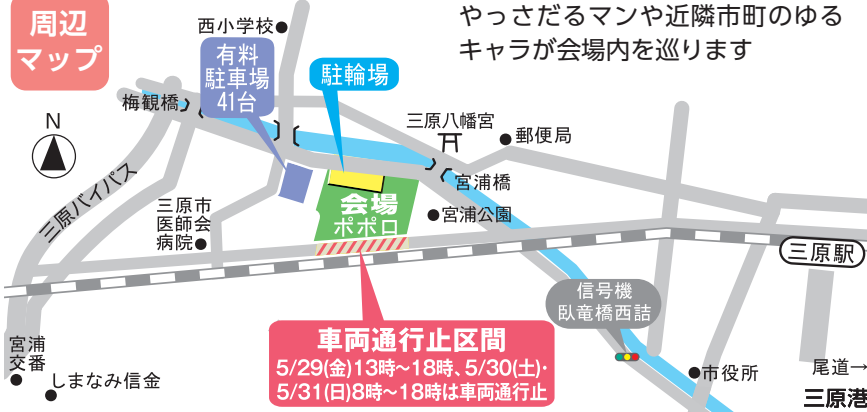 周辺
マップ
やっさだるマンや近隣市町のゆる
キャラが会場内を巡ります
西小学校
有料
駐車場
41台
駐輪場
梅観橋
三原八幡宮
郵便局
N
宮浦橋
三原バイパス
三原市
医師会
病院
会場
ポポロ
宮浦公園
三原駅
信号機
臥竜橋西詰
車両通行止区間
5/29(金)13時~18時、5/30(土)・
5/31(日)8時~18時は車両通行止
宮浦
交番
しまなみ信金
市役所
尾道→
三原港